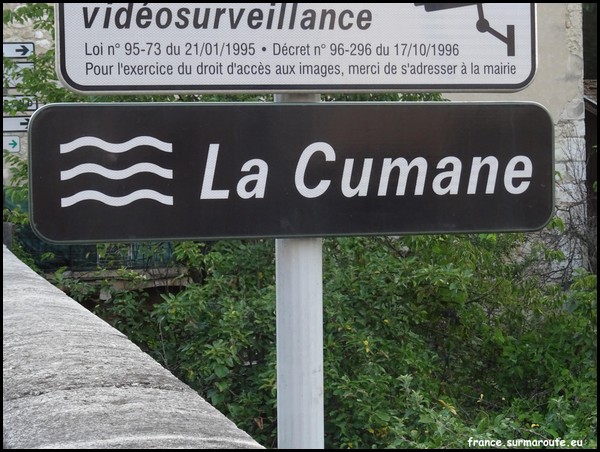 vidéosurveillance
Loi n° 95-73 du 21/01/1995 • Décret n° 96-296 du 17/10/1996
Pour l'exercice du droit d'accès aux images, merci de s'adresser à la mairie
La Cumane
france.surmaroute.eu